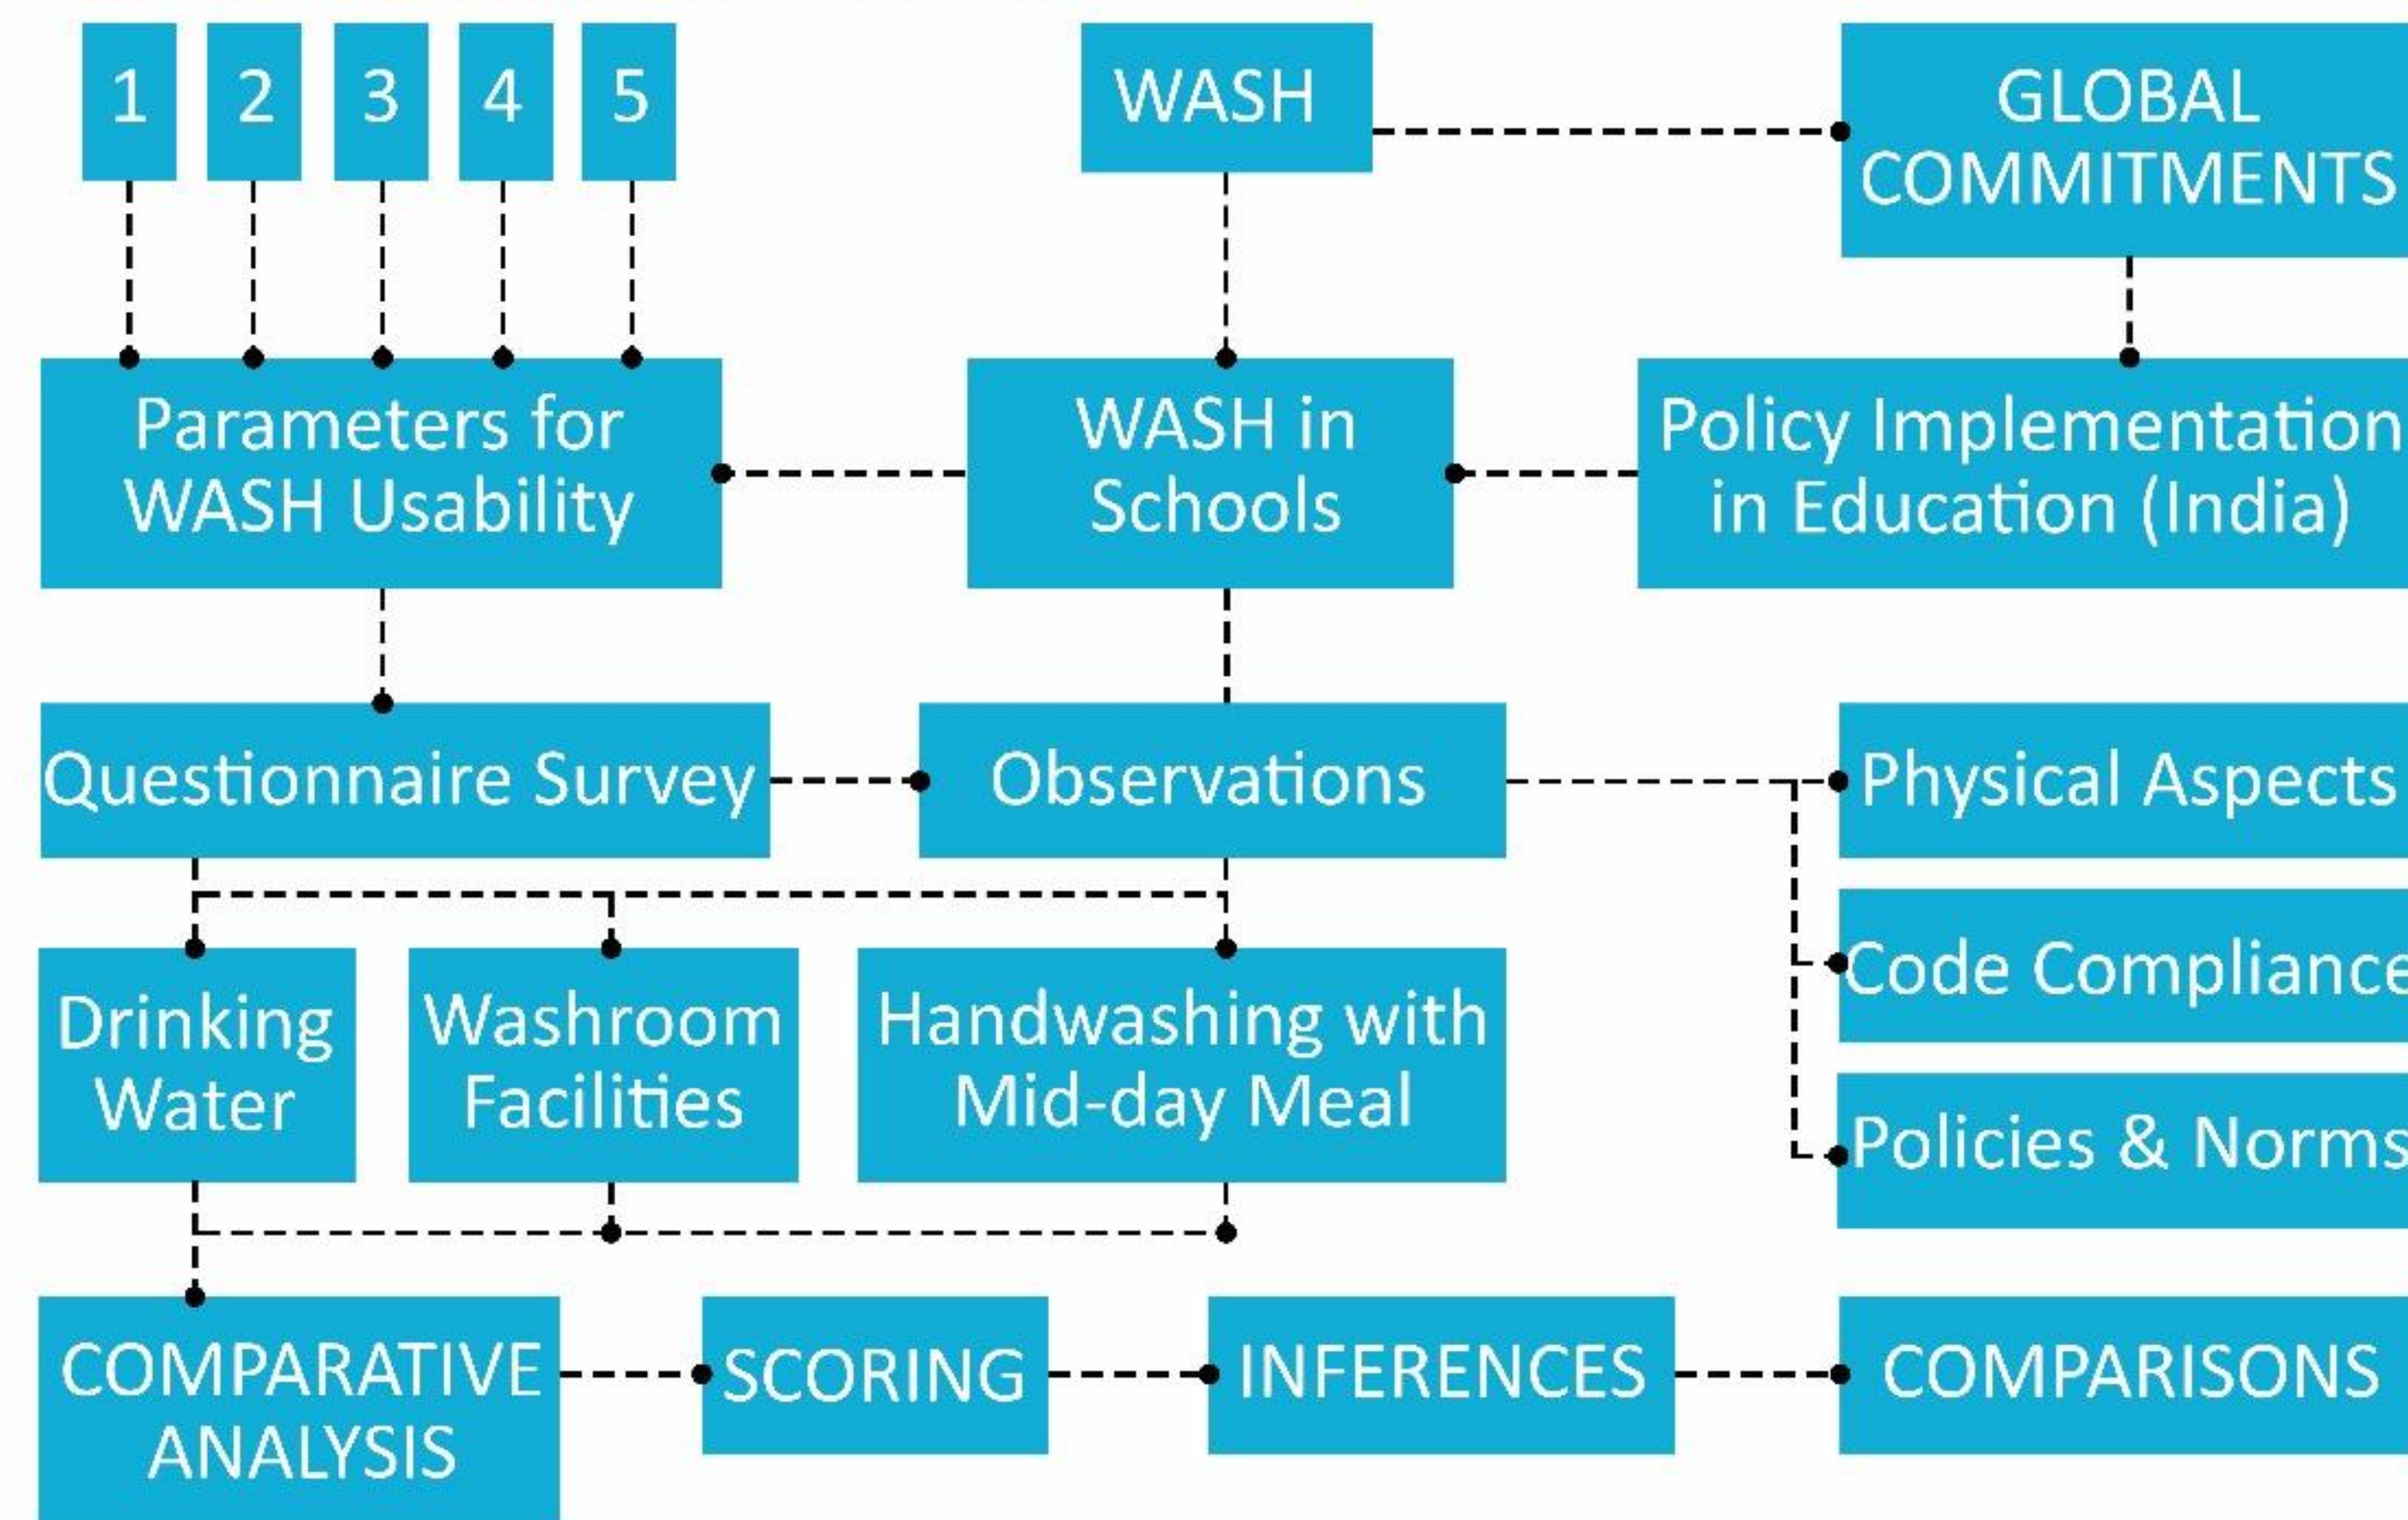 1
2
3
4
5
WASH
GLOBAL
COMMITMENTS
Parameters for
WASH Usability
WASH in
Schools
Policy Implementation
in Education (India)
Questionnaire Survey
Observations
Physical Aspects
Code Compliance
Policies & Norms
Drinking
Water
Washroom
Facilities
Handwashing with
Mid-day Meal
COMPARATIVE
ANALYSIS
SCORING
INFERENCES
COMPARISONS